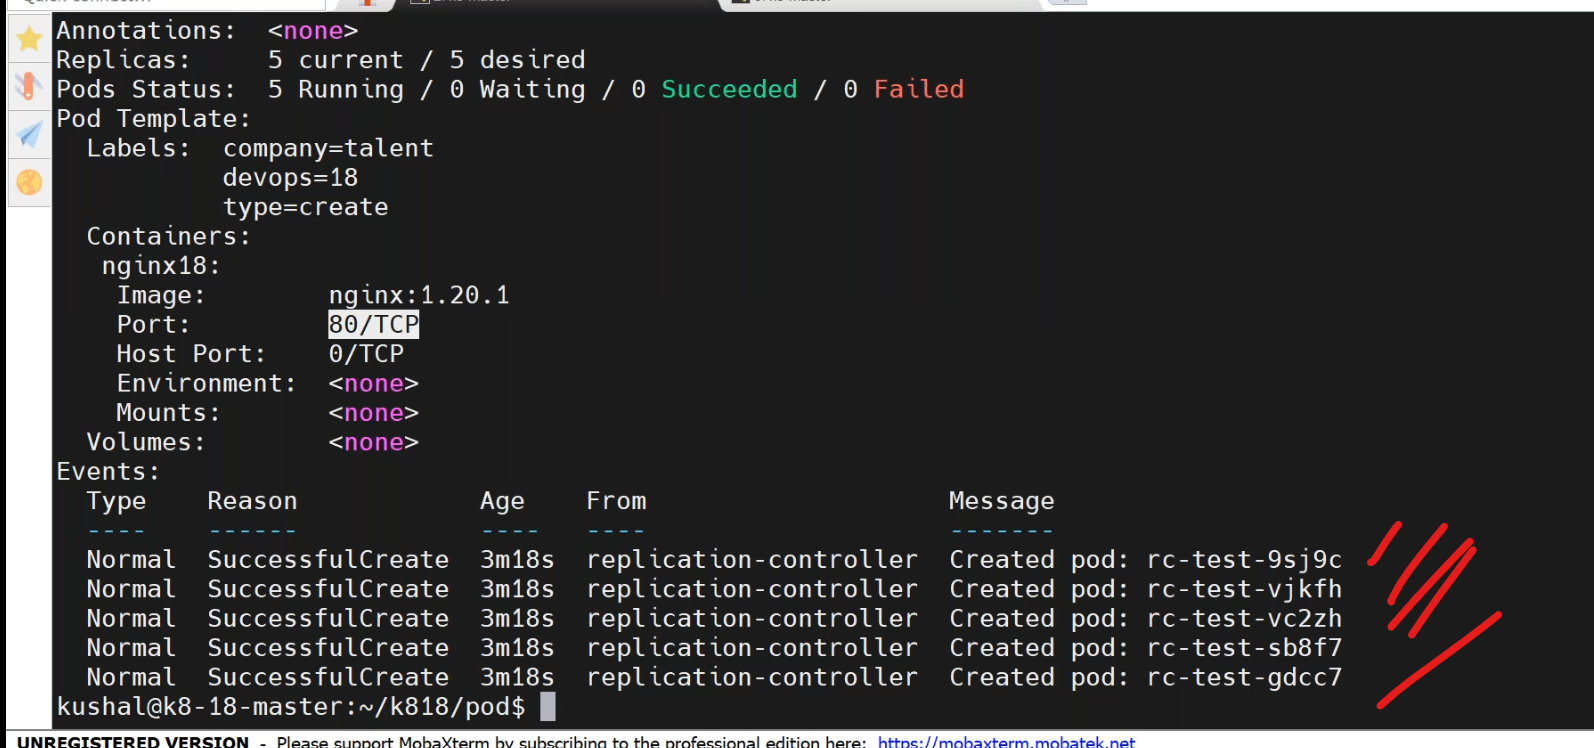 Annotations:  <none>
Replicas:     5 current / 5 desired
Pods Status:  5 Running / 0 Waiting / 0 Succeeded / 0 Failed
Pod Template:
  Labels:  company=talent
           devops=18
           type=create
  Containers:
   nginx18:
    Image:        nginx:1.20.1
    Port:         80/TCP
    Host Port:    0/TCP
    Environment:  <none>
    Mounts:       <none>
  Volumes:        <none>
Events:
  Type    Reason            Age   From                    Message
  ----    ------            ----  ----                    -------
  Normal  SuccessfulCreate  3m18s  replication-controller  Created pod: rc-test-9sj9c
  Normal  SuccessfulCreate  3m18s  replication-controller  Created pod: rc-test-vjkfh
  Normal  SuccessfulCreate  3m18s  replication-controller  Created pod: rc-test-vc2zh
  Normal  SuccessfulCreate  3m18s  replication-controller  Created pod: rc-test-sb8f7
  Normal  SuccessfulCreate  3m18s  replication-controller  Created pod: rc-test-gdcc7
kushal@k8-18-master:~/k818/pod$
UNREGISTERED VERSION  -  Please support MobaXterm by subscribing to the professional edition here:  https://mobaxterm.mobatek.net